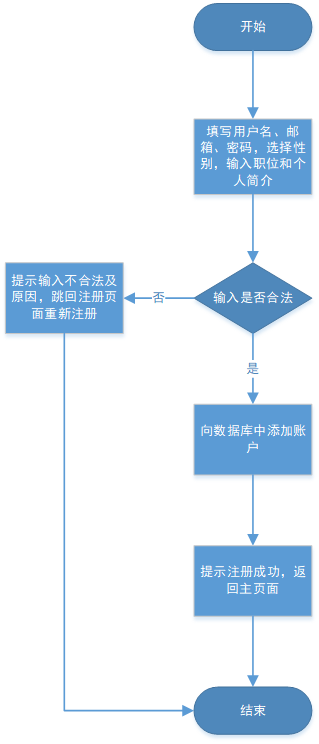 开始
填写用户名、邮
箱、密码，选择性
别，输入职位和个
人简介
输入是否合法
否
提示输入不合法及
原因，跳回注册页
面重新注册
是
向数据库中添加账
户
提示注册成功，返
回主页面
结束